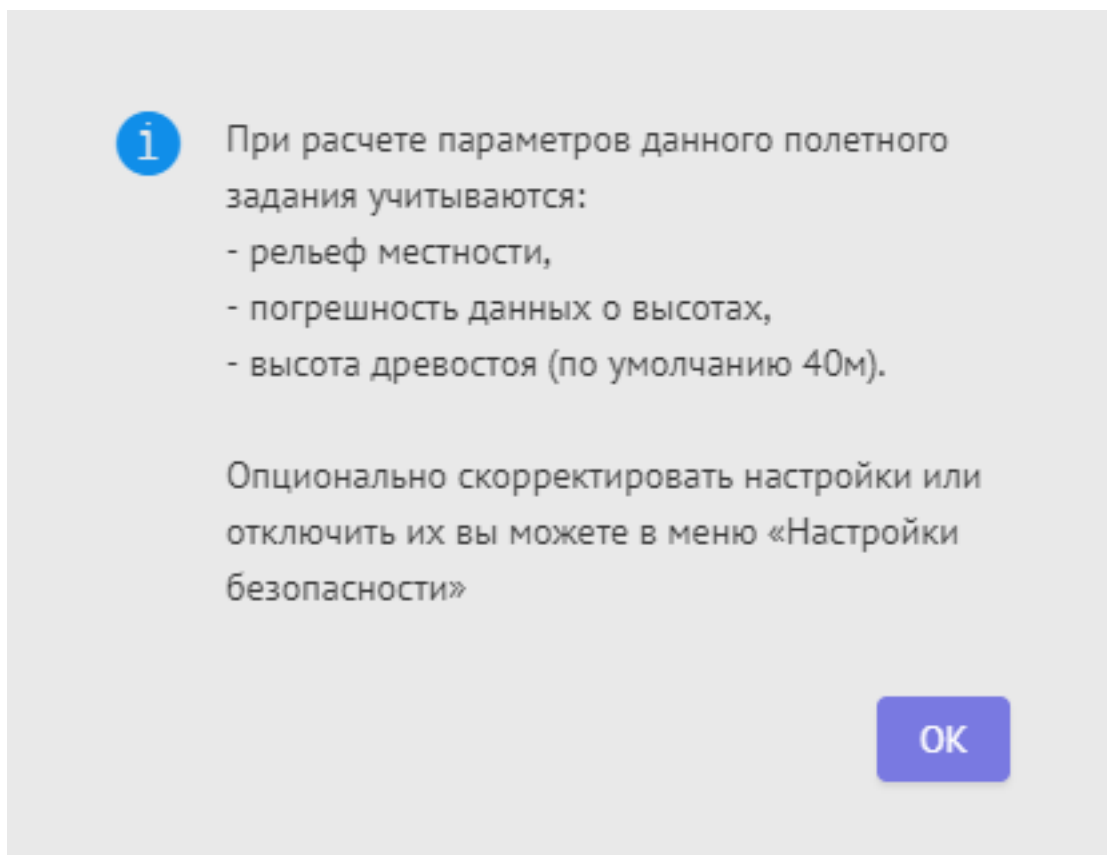 i
При расчете параметров данного полетного
задания учитываются:
- рельеф местности,
- погрешность данных о высотах,
- высота древостоя (по умолчанию 40м).
Опционально скорректировать настройки или
отключить их вы можете в меню «Настройки
безопасности»
ОК